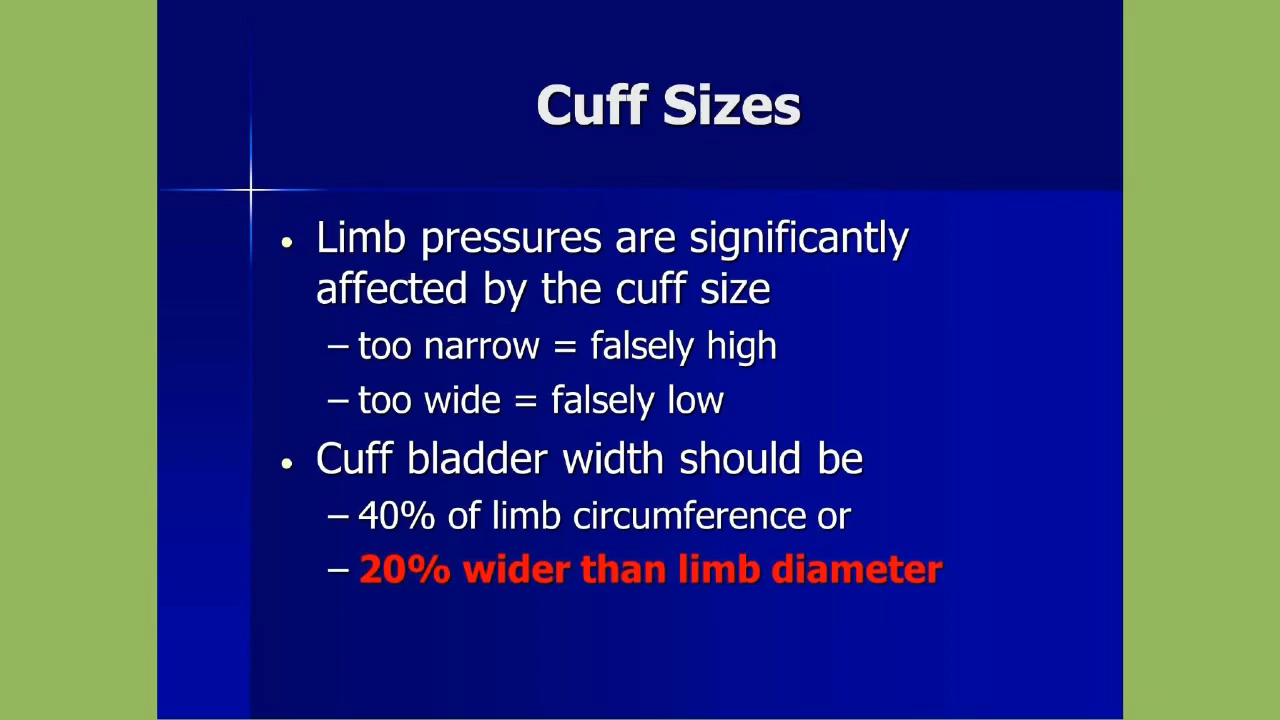 Cuff Sizes
• Limb pressures are significantly
affected by the cuff size
– too narrow = falsely high
– too wide = falsely low
• Cuff bladder width should be
– 40% of limb circumference or
– 20% wider than limb diameter